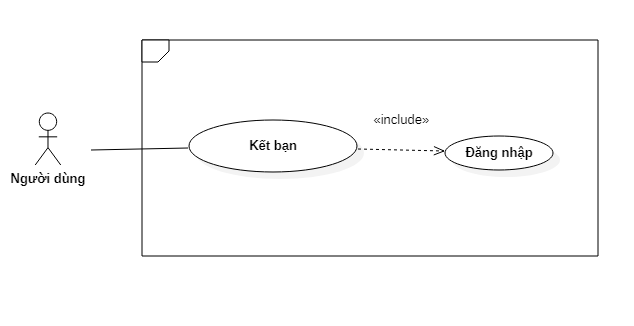 «include»
Kết bạn
Đăng nhập
Người dùng